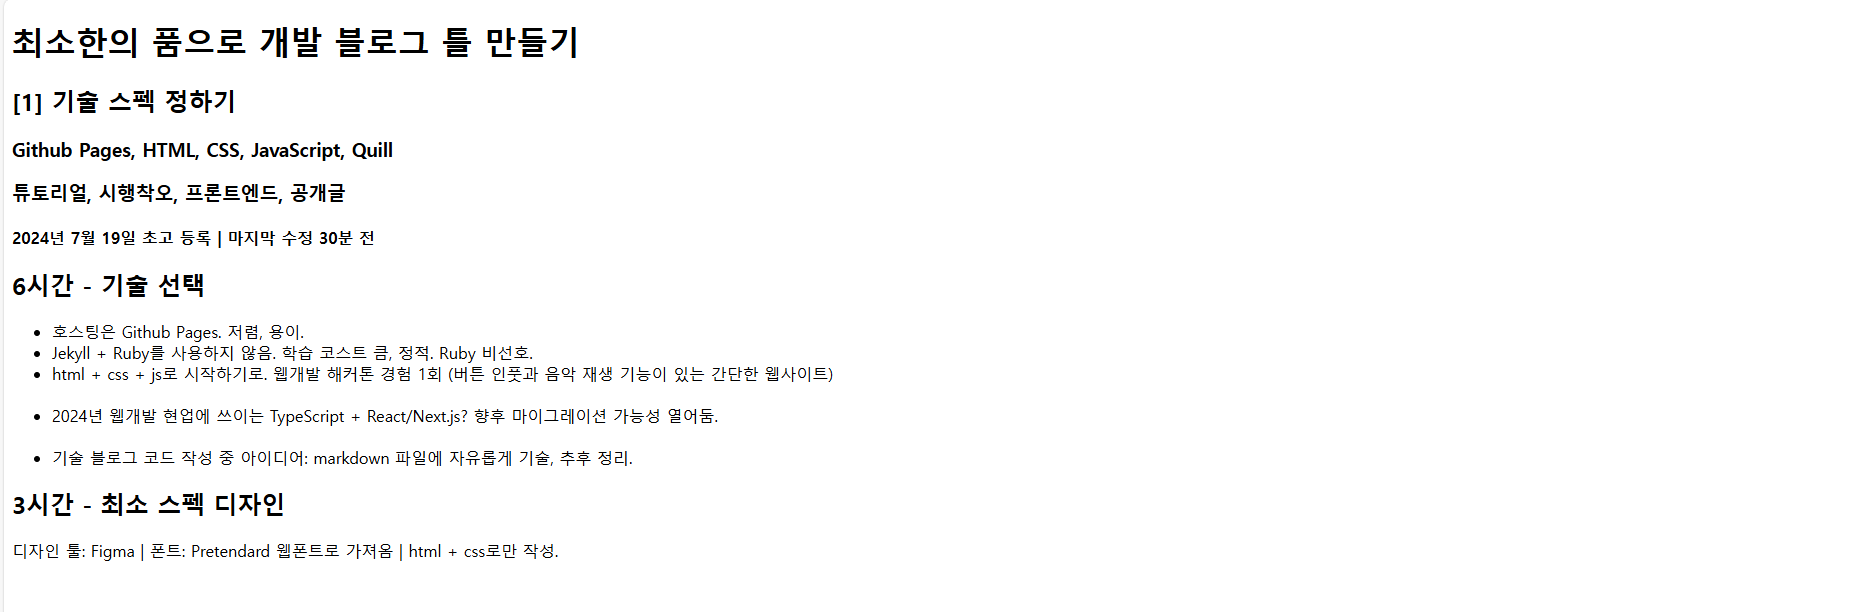 최소한의 품으로 개발 블로그 틀 만들기
[1] 기술 스펙 정하기
Github Pages, HTML, CSS, JavaScript, Quill
튜토리얼, 시행착오, 프론트엔드, 공개글
2024년 7월 19일 초고 등록 | 마지막 수정 30분 전
6시간 - 기술 선택
• 호스팅은 Github Pages. 저렴, 용이.
• Jekyll + Ruby를 사용하지 않음. 학습 코스트 큼, 정적. Ruby 비선호.
• html + css + js로 시작하기로. 웹개발 해커톤 경험 1회 (버튼 인풋과 음악 재생 기능이 있는 간단한 웹사이트)
• 2024년 웹개발 현업에 쓰이는 TypeScript + React/Next.js? 향후 마이그레이션 가능성 열어둠.
• 기술 블로그 코드 작성 중 아이디어: markdown 파일에 자유롭게 기술, 추후 정리.
3시간 - 최소 스펙 디자인
디자인 툴: Figma | 폰트: Pretendard 웹폰트로 가져옴 | html + css로만 작성.